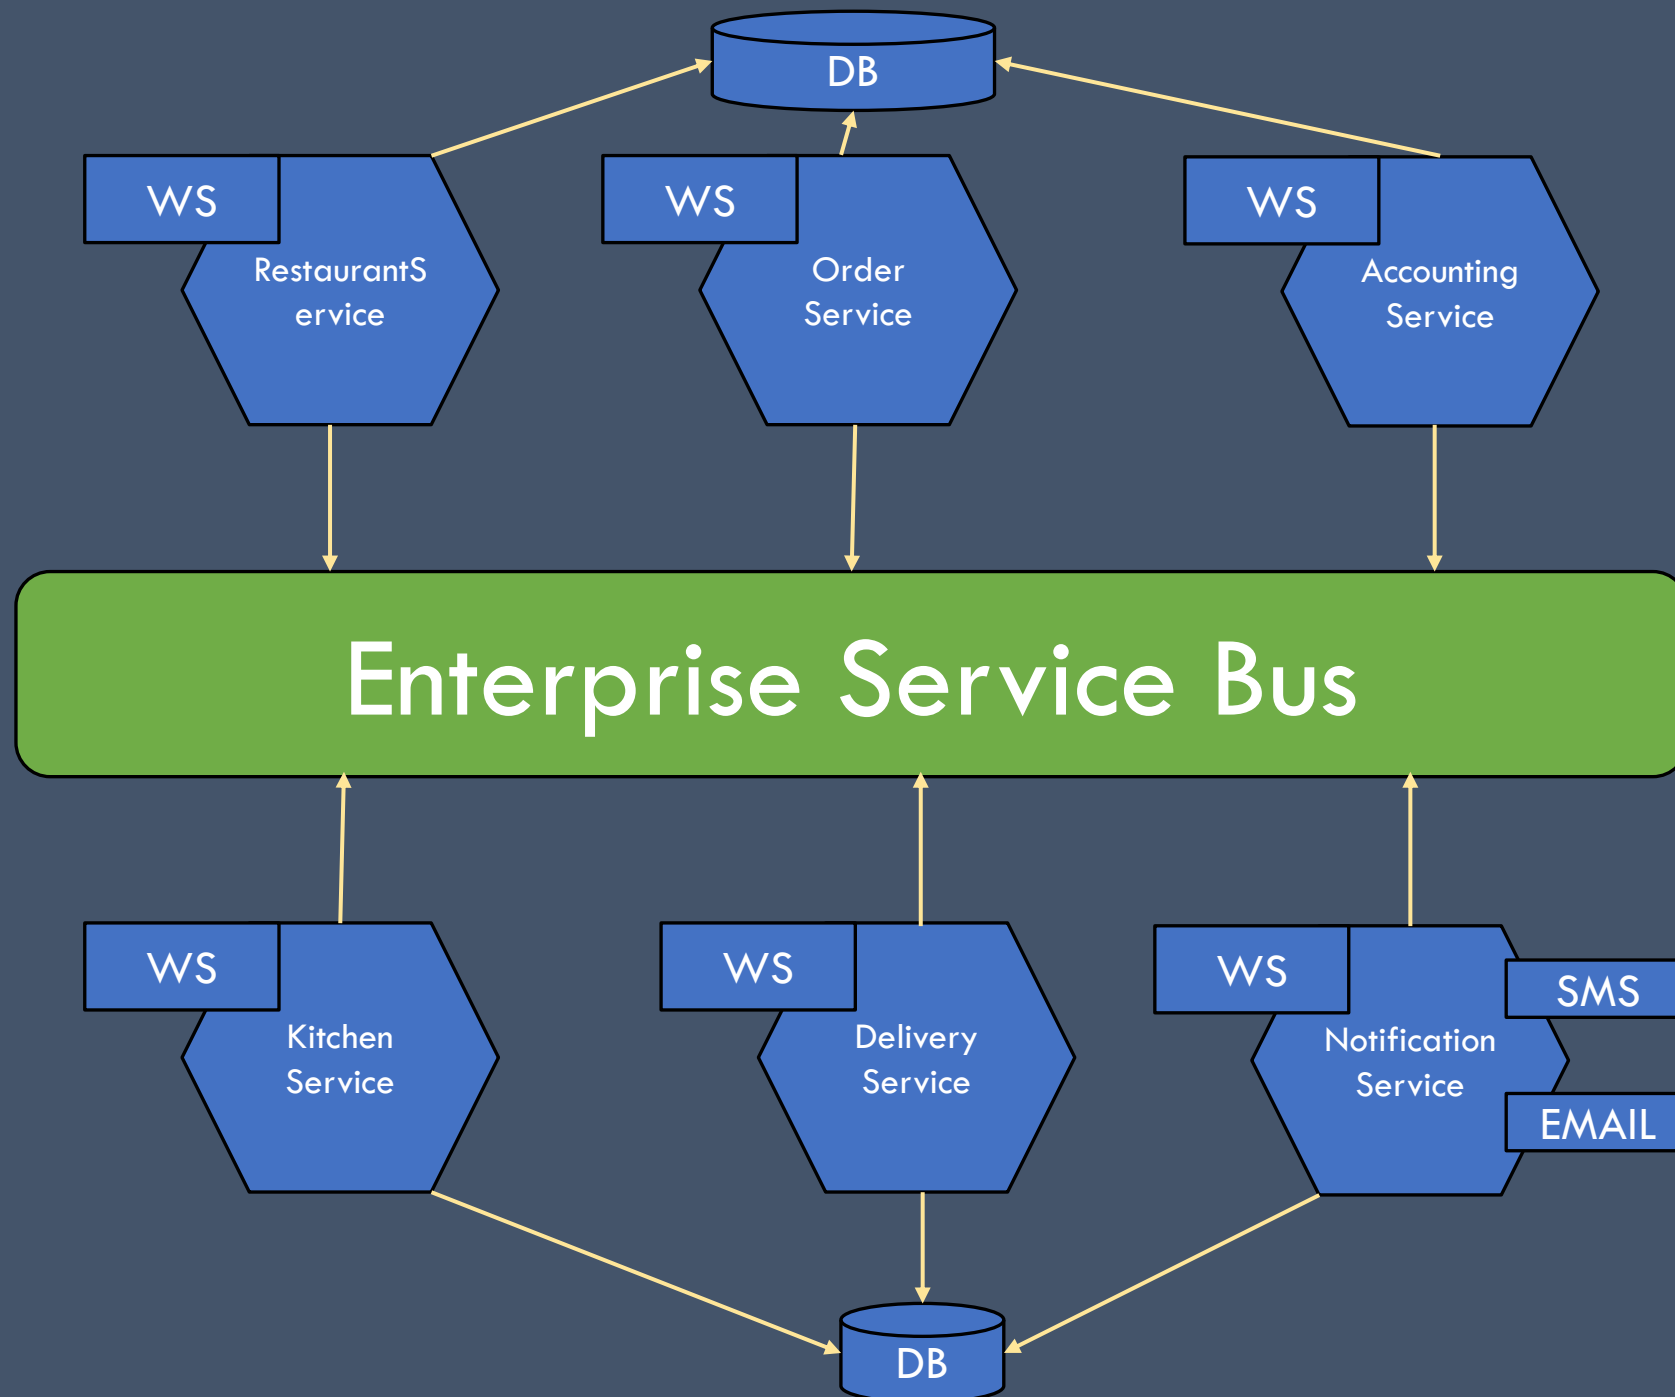 DB
WS
RestaurantS
ervice
WS
Order
Service
WS
Accounting
Service
Enterprise Service Bus
WS
Kitchen
Service
WS
Delivery
Service
WS
Notification
Service
SMS
EMAIL
DB